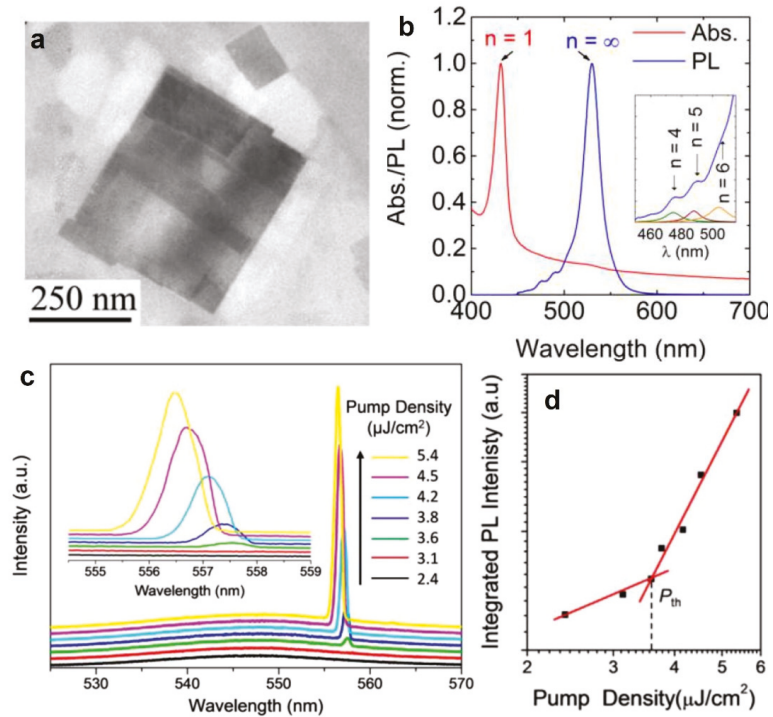 a
250 nm
b
n = 1
n = ∞
Abs.
PL
Abs./PL (norm.)
1.2
1.0
0.8
0.6
0.4
0.2
0.0
n = 4
n = 5
n = 6
460 480 500
λ (nm)
400 500 600 700
Wavelength (nm)
c
Pump Density
(μJ/cm²)
5.4
4.5
4.2
3.8
3.6
3.1
2.4
Intensity (a.u.)
555 556 557 558 559
Wavelength (nm)
530 540 550 560 570
Wavelength (nm)
d
Integrated PL Intenisty (a.u)
Pth
2 3 4 5 6
Pump Density(μJ/cm²)